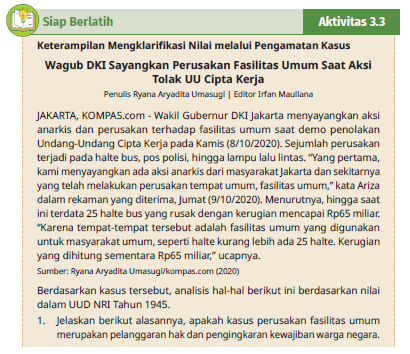 Siap Berlatih
Aktivitas 3.3
Keterampilan Mengklarifikasi Nilai melalui Pengamatan Kasus
Wagub DKI Sayangkan Perusakan Fasilitas Umum Saat Aksi
Tolak UU Cipta Kerja
Penulis Ryana Aryadita Umasugi | Editor Irfan Maullana
JAKARTA, KOMPAS.com - Wakil Gubernur DKI Jakarta menyayangkan aksi
anarkis dan perusakan terhadap fasilitas umum saat demo penolakan
Undang-Undang Cipta Kerja pada Kamis (8/10/2020). Sejumlah perusakan
terjadi pada halte bus, pos polisi, hingga lampu lalu lintas. “Yang pertama,
kami menyayangkan ada aksi anarkis dari masyarakat Jakarta dan sekitarnya
yang telah melakukan perusakan tempat umum, fasilitas umum,” kata Ariza
dalam rekaman yang diterima, Jumat (9/10/2020). Menurutnya, hingga saat
ini terdata 25 halte bus yang rusak dengan kerugian mencapai Rp65 miliar.
“Karena tempat-tempat tersebut adalah fasilitas umum yang digunakan
untuk masyarakat umum, seperti halte kurang lebih ada 25 halte. Kerugian
yang dihitung sementara Rp65 miliar,” ucapnya.
Sumber: Ryana Aryadita Umasugi/kompas.com (2020)
Berdasarkan kasus tersebut, analisis hal-hal berikut ini berdasarkan nilai
dalam UUD NRI Tahun 1945.
1. Jelaskan berikut alasannya, apakah kasus perusakan fasilitas umum
merupakan pelanggaran hak dan pengingkaran kewajiban warga negara.